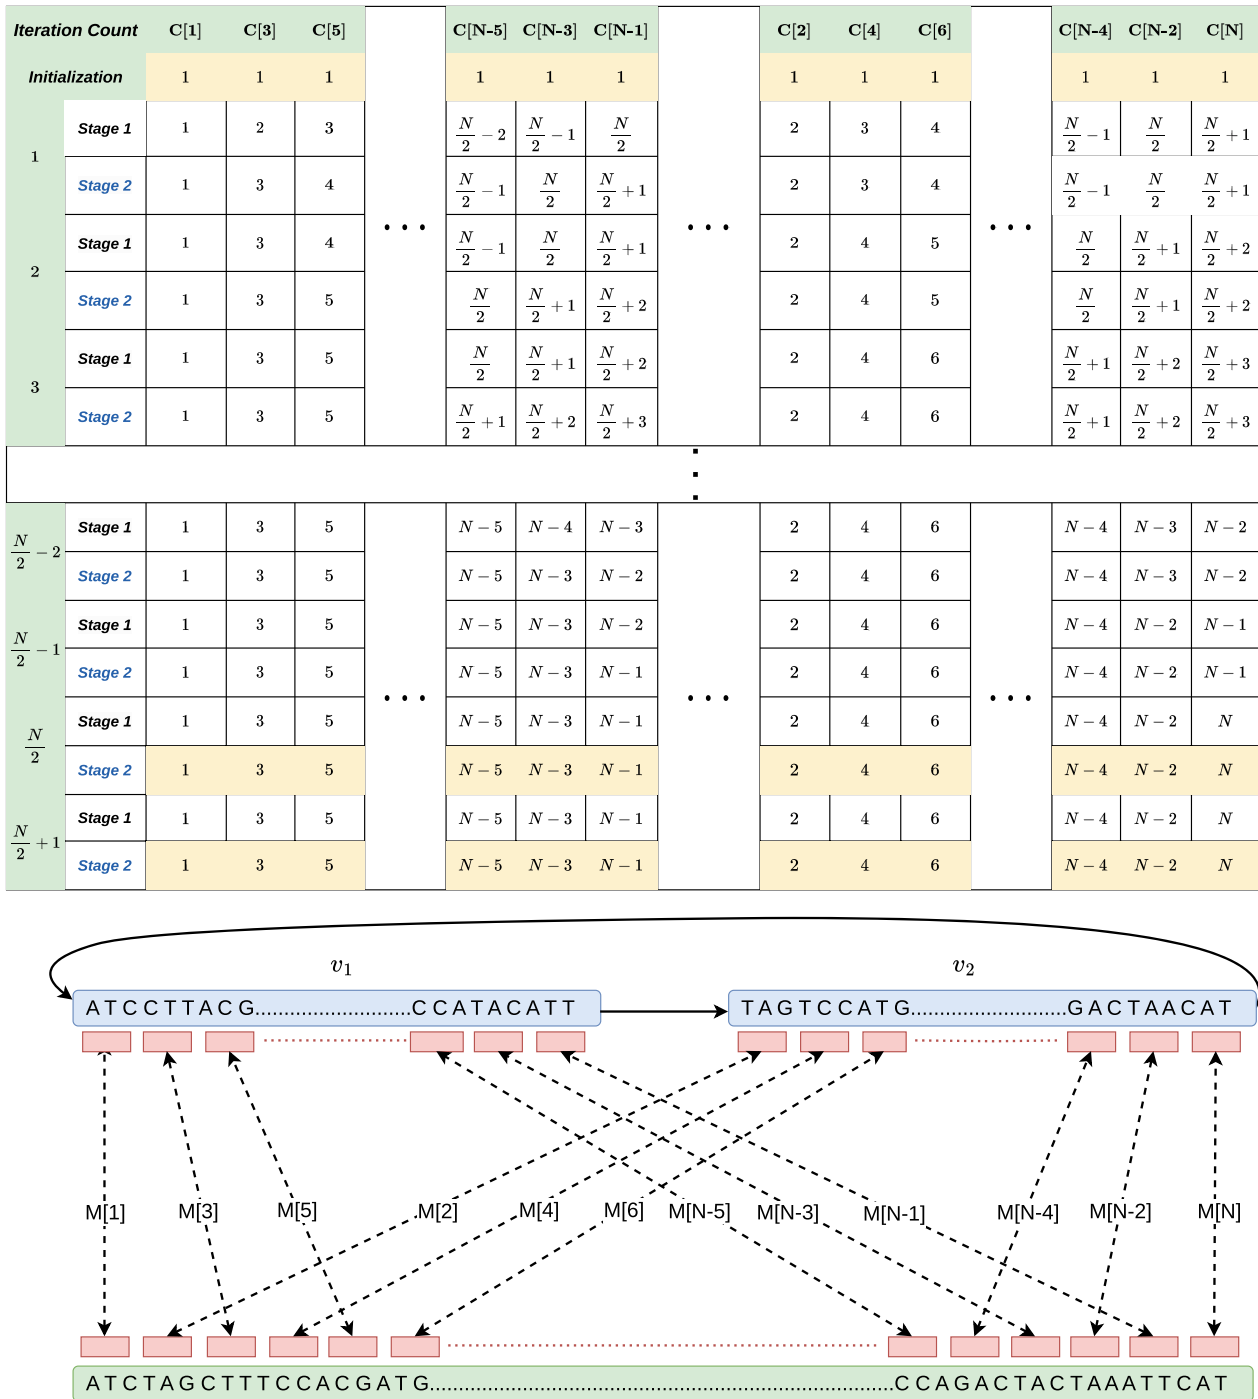 Iteration Count C[1] C[3] C[5] C[N-5] C[N-3] C[N-1] C[2] C[4] C[6] C[N-4] C[N-2] C[N]
Initialization 1 1 1 1 1 1 1 1 1 1 1 1
1
Stage 1 1 2 3 N/2 − 2 N/2 − 1 N/2 2 3 4 N/2 − 1 N/2 N/2 + 1
Stage 2 1 3 4 N/2 − 1 N/2 N/2 + 1 2 3 4 N/2 − 1 N/2 N/2 + 1
2
Stage 1 1 3 4 N/2 − 1 N/2 N/2 + 1 2 4 5 N/2 N/2 + 1 N/2 + 2
Stage 2 1 3 5 N/2 N/2 + 1 N/2 + 2 2 4 5 N/2 N/2 + 1 N/2 + 2
3
Stage 1 1 3 5 N/2 N/2 + 1 N/2 + 2 2 4 6 N/2 + 1 N/2 + 2 N/2 + 3
Stage 2 1 3 5 N/2 + 1 N/2 + 2 N/2 + 3 2 4 6 N/2 + 1 N/2 + 2 N/2 + 3
N/2 − 2
Stage 1 1 3 5 N − 5 N − 4 N − 3 2 4 6 N − 4 N − 3 N − 2
Stage 2 1 3 5 N − 5 N − 3 N − 2 2 4 6 N − 4 N − 3 N − 2
N/2 − 1
Stage 1 1 3 5 N − 5 N − 3 N − 2 2 4 6 N − 4 N − 2 N − 1
Stage 2 1 3 5 N − 5 N − 3 N − 1 2 4 6 N − 4 N − 2 N − 1
N/2
Stage 1 1 3 5 N − 5 N − 3 N − 1 2 4 6 N − 4 N − 2 N
Stage 2 1 3 5 N − 5 N − 3 N − 1 2 4 6 N − 4 N − 2 N
N/2 + 1
Stage 1 1 3 5 N − 5 N − 3 N − 1 2 4 6 N − 4 N − 2 N
Stage 2 1 3 5 N − 5 N − 3 N − 1 2 4 6 N − 4 N − 2 N
v1 v2
ATCCTTACG..............................CCATACATT TAGTCCATG..............................GACTAACAT
M[1] M[3] M[5] M[2] M[4] M[6] M[N-5] M[N-3] M[N-1] M[N-4] M[N-2] M[N]
ATCTAGCTTTCCACGATG..........................................................................................CCAGACTACTAAATTCAT